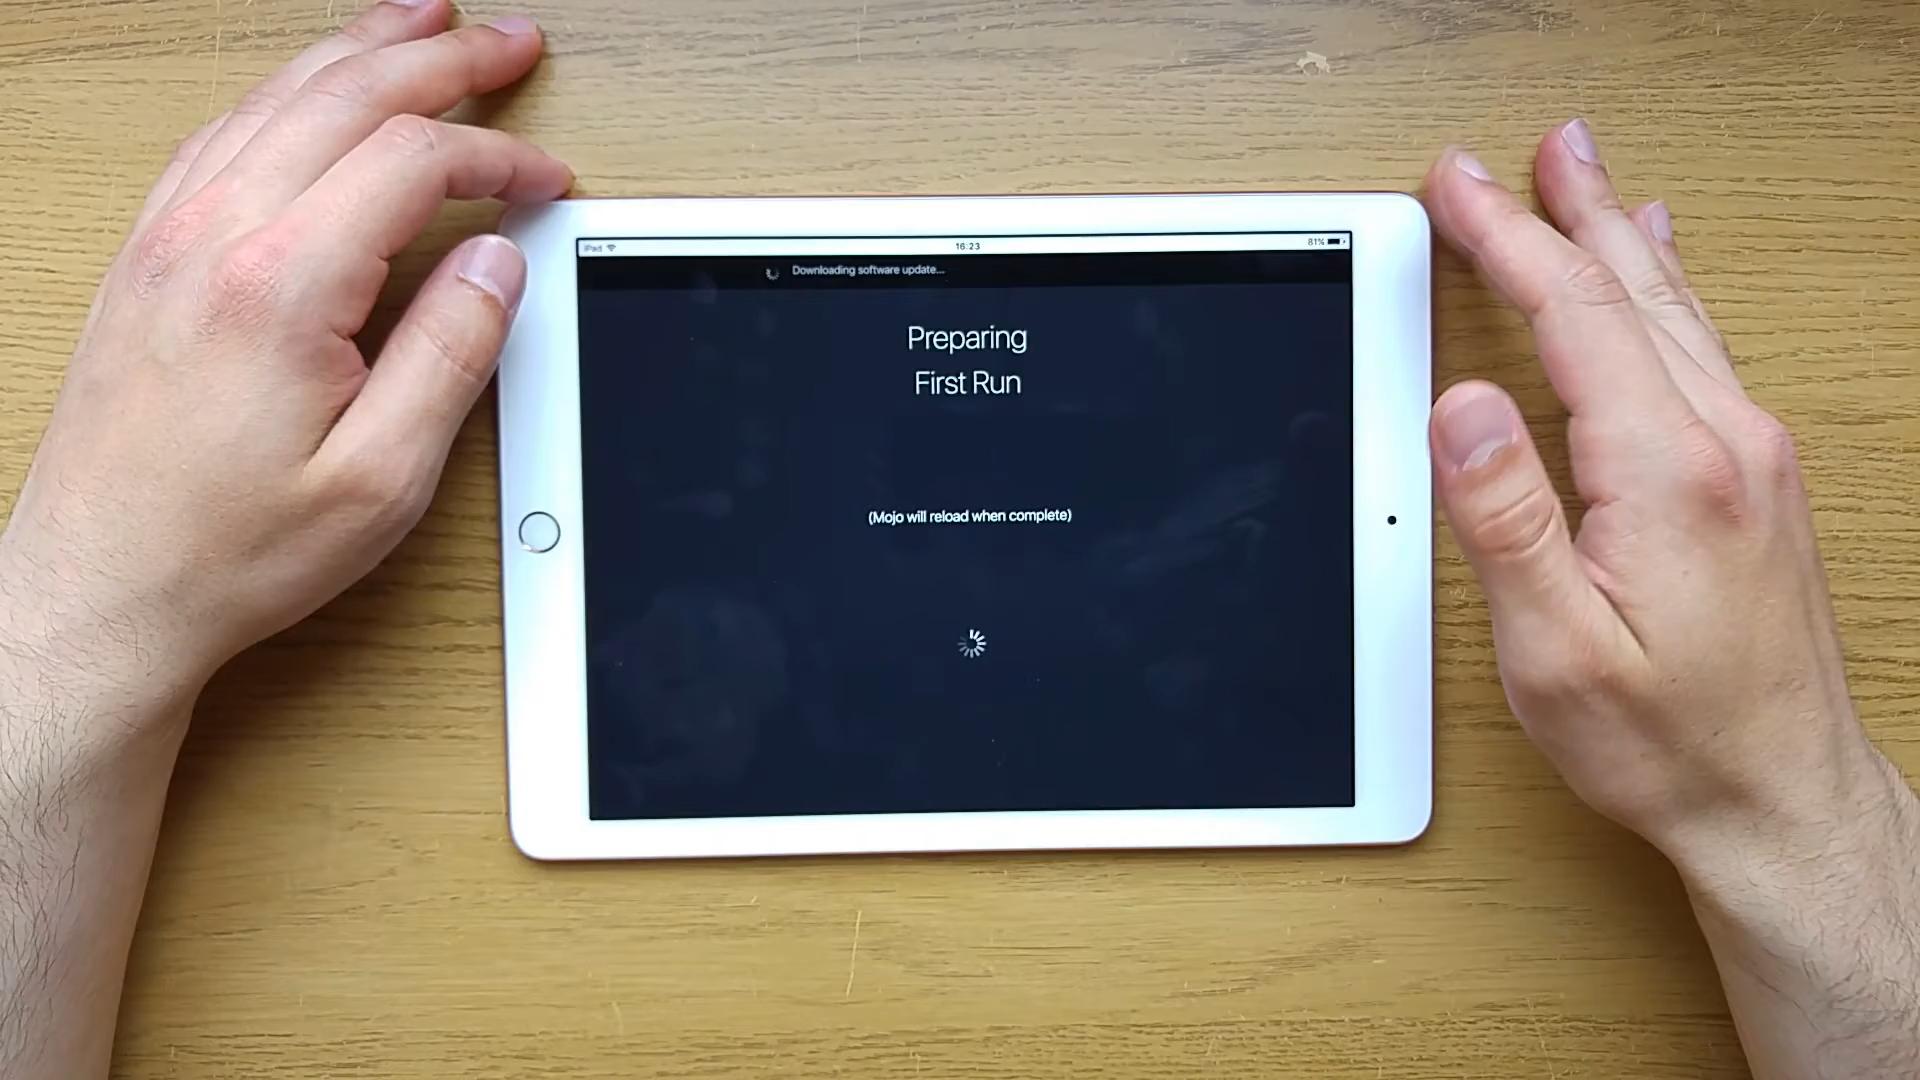 iPad 16:23 81%
Downloading software update...
Preparing
First Run
(Mojo will reload when complete)